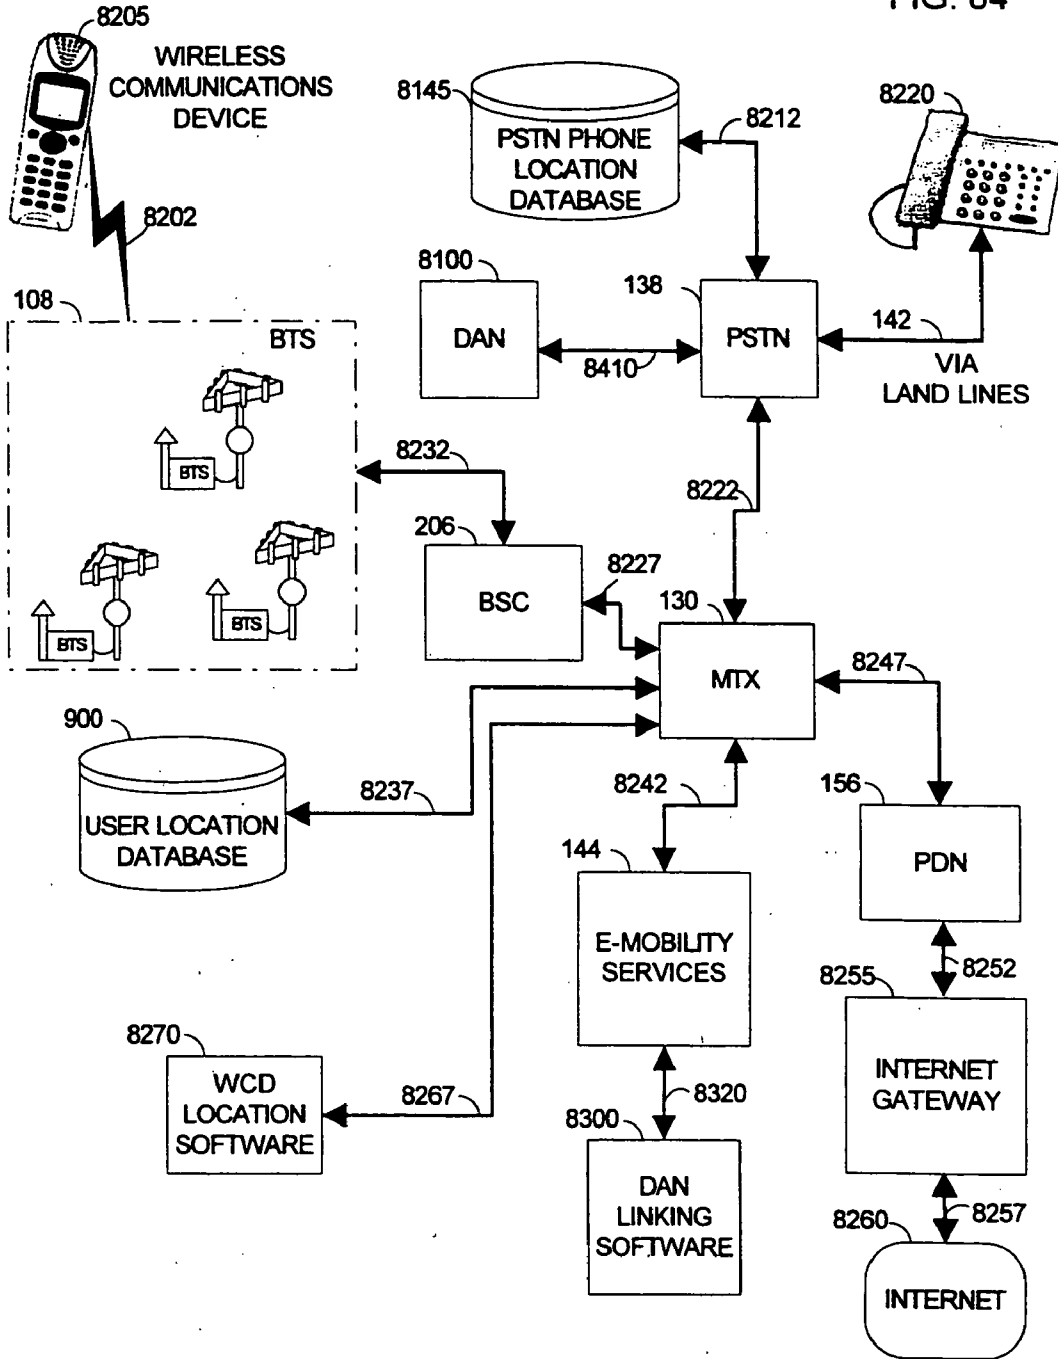 8205
WIRELESS
COMMUNICATIONS
DEVICE
8202
8145
PSTN PHONE
LOCATION
DATABASE
8212
8220
8100
DAN
8410
138
PSTN
142
VIA
LAND LINES
108
BTS
BTS
BTS
BTS
8232
8222
206
BSC
8227
130
MTX
8247
900
USER LOCATION
DATABASE
8237
8242
156
PDN
144
E-MOBILITY
SERVICES
8252
8255
INTERNET
GATEWAY
8270
WCD
LOCATION
SOFTWARE
8267
8320
8300
DAN
LINKING
SOFTWARE
8257
8260
INTERNET